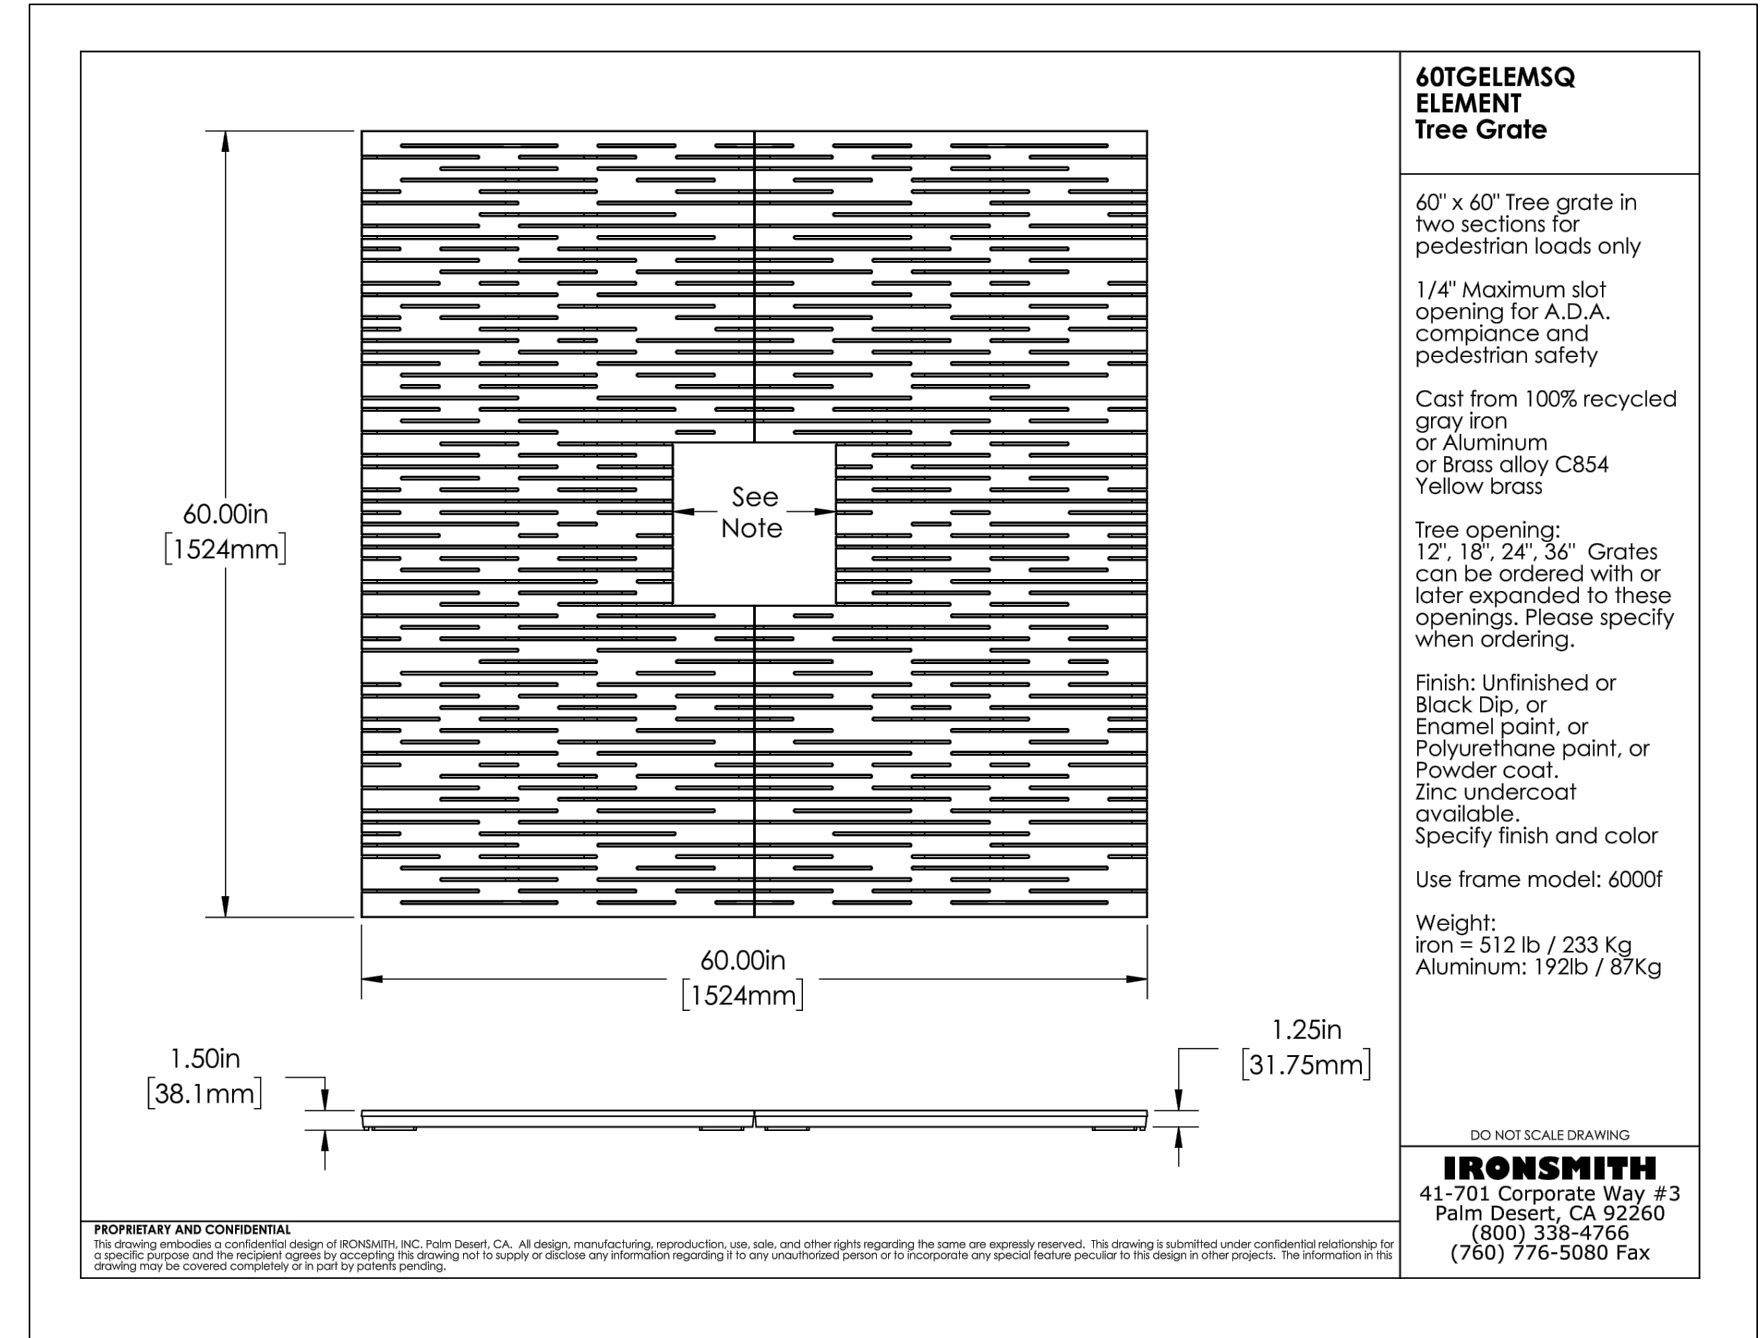 60TGELEMSQ
ELEMENT
Tree Grate
60" x 60" Tree grate in
two sections for
pedestrian loads only
1/4" Maximum slot
opening for A.D.A.
compiance and
pedestrian safety
Cast from 100% recycled
gray iron
or Aluminum
or Brass alloy C854
Yellow brass
Tree opening:
12", 18", 24", 36" Grates
can be ordered with or
later expanded to these
openings. Please specify
when ordering.
Finish: Unfinished or
Black Dip, or
Enamel paint, or
Polyurethane paint, or
Powder coat.
Zinc undercoat
available.
Specify finish and color
Use frame model: 6000f
Weight:
iron = 512 lb / 233 Kg
Aluminum: 192lb / 87Kg
See
Note
60.00in
[1524mm]
60.00in
[1524mm]
1.50in
[38.1mm]
1.25in
[31.75mm]
DO NOT SCALE DRAWING
IRONSMITH
41-701 Corporate Way #3
Palm Desert, CA 92260
(800) 338-4766
(760) 776-5080 Fax
PROPRIETARY AND CONFIDENTIAL
This drawing embodies a confidential design of IRONSMITH, INC. Palm Desert, CA. All design, manufacturing, reproduction, use, sale, and other rights regarding the same are expressly reserved. This drawing is submitted under confidential relationship for
a specific purpose and the recipient agrees by accepting this drawing not to supply or disclose any information regarding it to any unauthorized person or to incorporate any special feature peculiar to this design in other projects. The information in this
drawing may be covered completely or in part by patents pending.